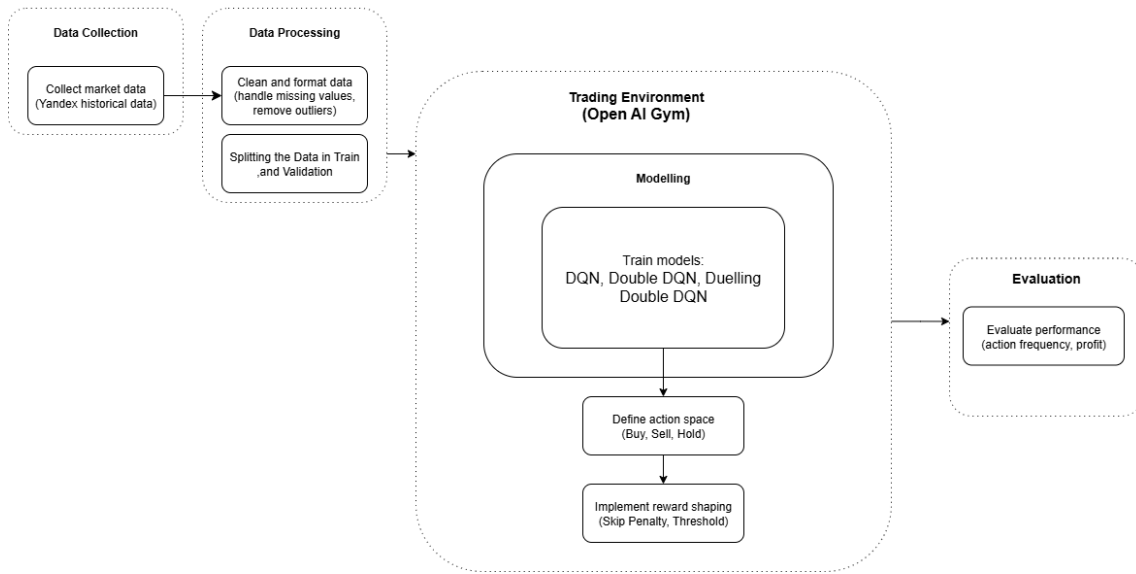 Data Collection
Collect market data
(Yandex historical data)
Data Processing
Clean and format data
(handle missing values,
remove outliers)
Splitting the Data in Train
,and Validation
Trading Environment
(Open AI Gym)
Modelling
Train models:
DQN, Double DQN, Duelling
Double DQN
Define action space
(Buy, Sell, Hold)
Implement reward shaping
(Skip Penalty, Threshold)
Evaluation
Evaluate performance
(action frequency, profit)